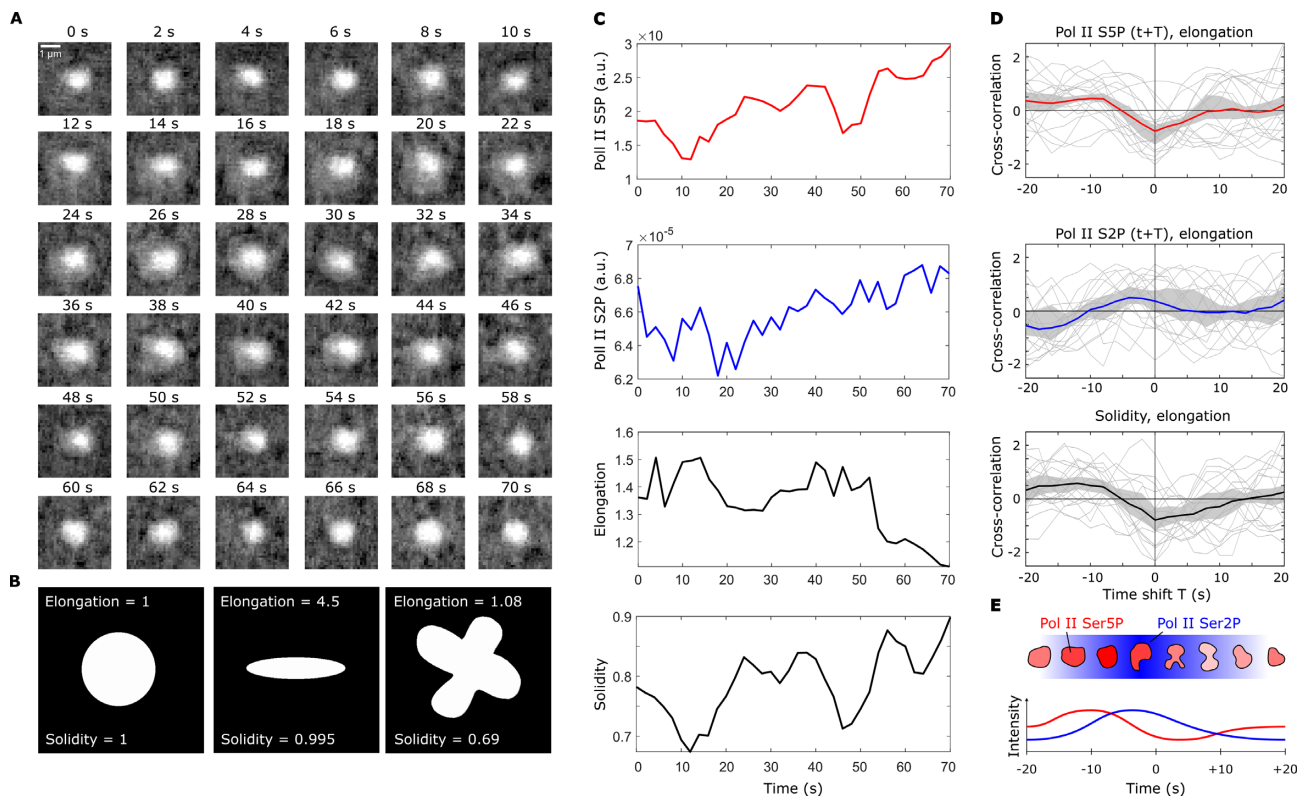 A
0 s 2 s 4 s 6 s 8 s 10 s
1 µm
12 s 14 s 16 s 18 s 20 s 22 s
24 s 26 s 28 s 30 s 32 s 34 s
36 s 38 s 40 s 42 s 44 s 46 s
48 s 50 s 52 s 54 s 56 s 58 s
60 s 62 s 64 s 66 s 68 s 70 s
B
Elongation = 1
Solidity = 1
Elongation = 4.5
Solidity = 0.995
Elongation = 1.08
Solidity = 0.69
C
×10
Poll II S5P (a.u.)
3
2.5
2
1.5
1
0 10 20 30 40 50 60 70
×10⁻⁵
Poll II S2P (a.u.)
7
6.8
6.6
6.4
6.2
0 10 20 30 40 50 60 70
Elongation
1.6
1.5
1.4
1.3
1.2
0 10 20 30 40 50 60 70
Solidity
0.9
0.8
0.7
0 10 20 30 40 50 60 70
Time (s)
D
Pol II S5P (t+T), elongation
Cross-correlation
2
0
-2
-20 -10 0 10 20
Pol II S2P (t+T), elongation
Cross-correlation
2
0
-2
-20 -10 0 10 20
Solidity, elongation
Cross-correlation
2
0
-2
-20 -10 0 10 20
Time shift T (s)
E
Pol II Ser5P
Pol II Ser2P
Intensity
-20 -10 0 +10 +20
Time (s)